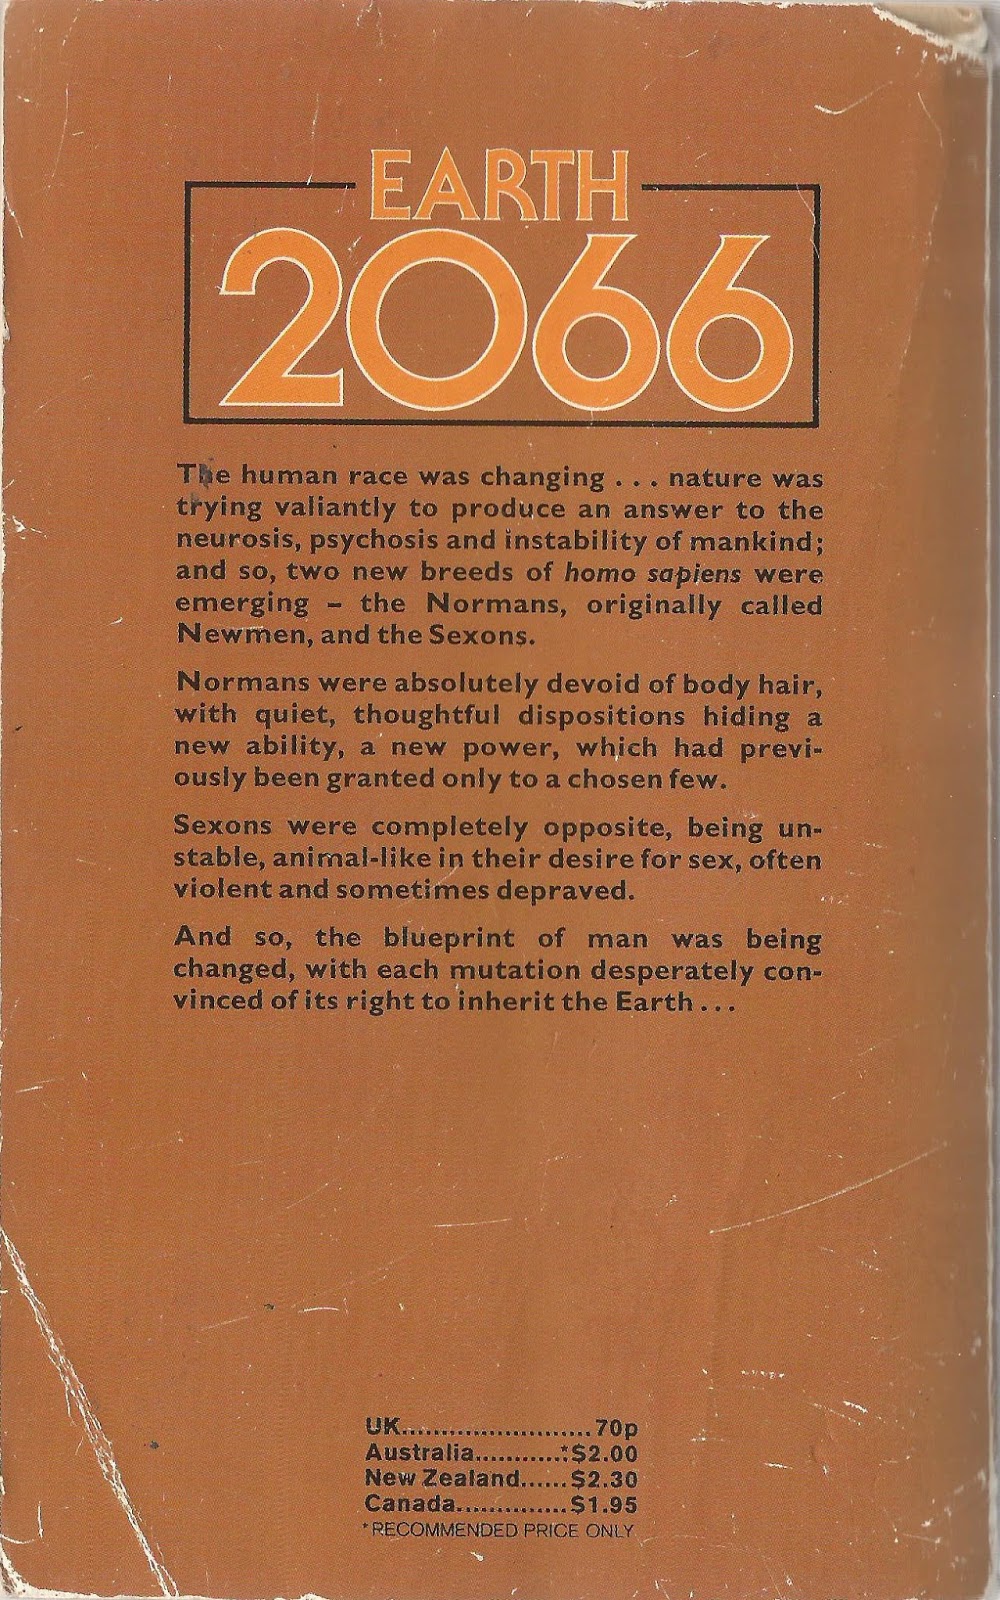 EARTH
2066
The human race was changing . . . nature was
trying valiantly to produce an answer to the
neurosis, psychosis and instability of mankind;
and so, two new breeds of homo sapiens were
emerging – the Normans, originally called
Newmen, and the Sexons.
Normans were absolutely devoid of body hair,
with quiet, thoughtful dispositions hiding a
new ability, a new power, which had previ-
ously been granted only to a chosen few.
Sexons were completely opposite, being un-
stable, animal-like in their desire for sex, often
violent and sometimes depraved.
And so, the blueprint of man was being
changed, with each mutation desperately con-
vinced of its right to inherit the Earth . . .
UK.........................70p
Australia............*$2.00
New Zealand......$2.30
Canada..............$1.95
*RECOMMENDED PRICE ONLY